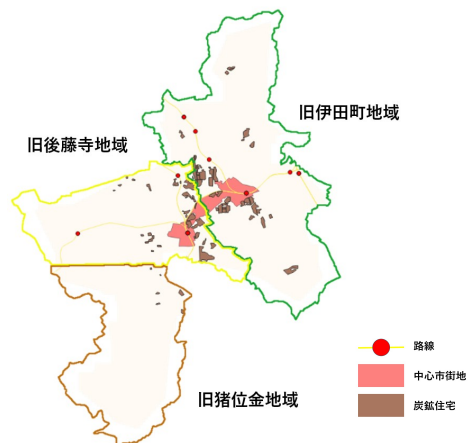 旧伊田町地域
旧後藤寺地域
旧猪位金地域
路線
中心市街地
炭鉱住宅